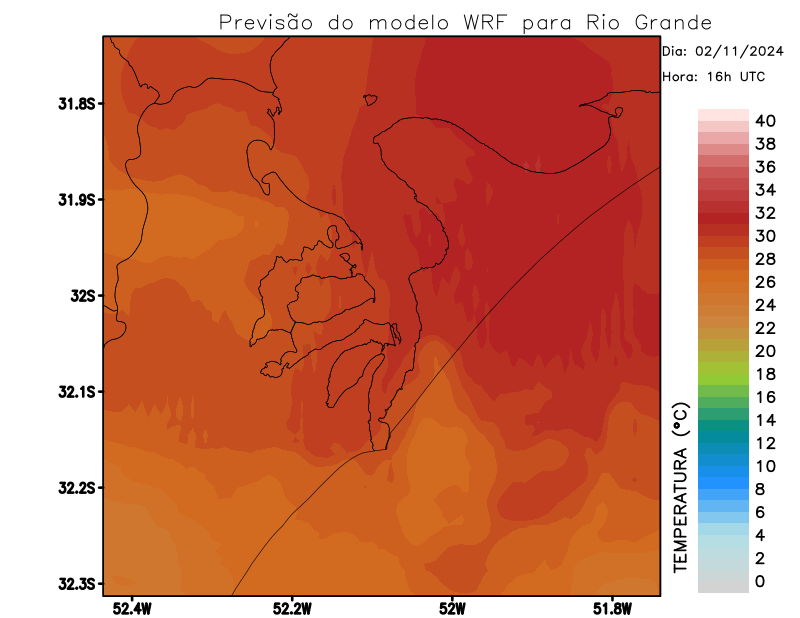 Previsão do modelo WRF para Rio Grande
Dia: 02/11/2024
Hora: 16h UTC
31.8S
31.9S
32S
32.1S
32.2S
32.3S
52.4W
52.2W
52W
51.8W
40
38
36
34
32
30
28
26
24
22
20
18
16
14
12
10
8
6
4
2
0
TEMPERATURA (°C)